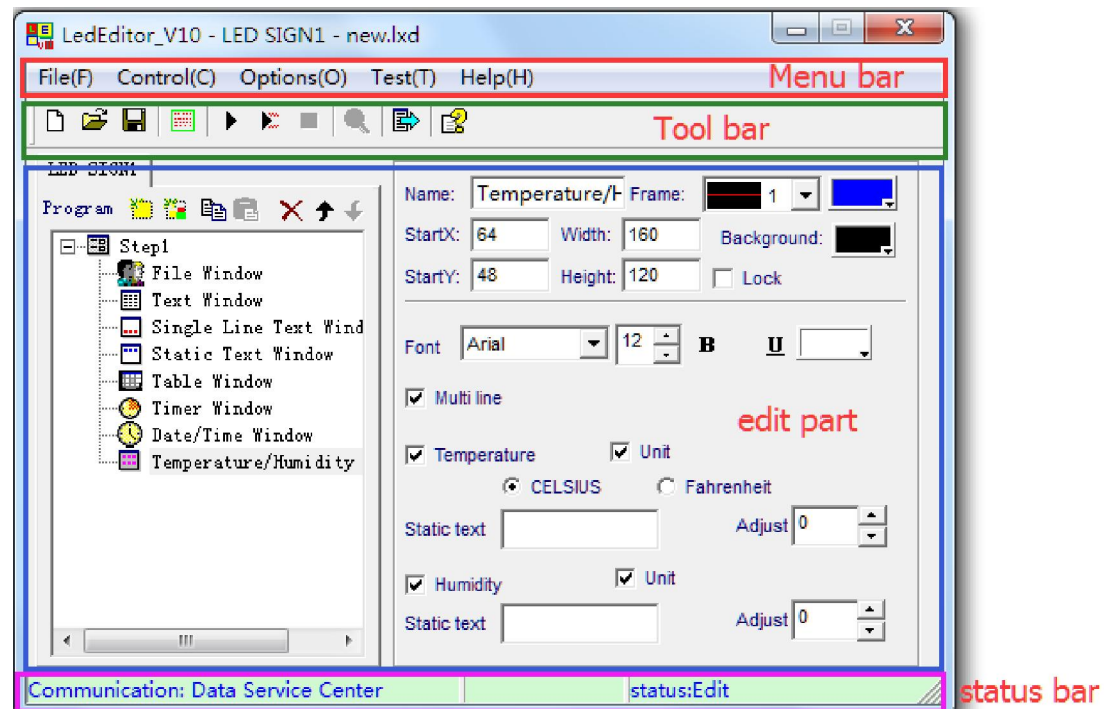 LedEditor_V10 - LED SIGN1 - new.lxd
File(F) Control(C) Options(O) Test(T) Help(H) Menu bar
Tool bar
LED SIGN1
Program
Step1
File Window
Text Window
Single Line Text Wind
Static Text Window
Table Window
Timer Window
Date/Time Window
Temperature/Humidity
Name: Temperature/H Frame: 1
StartX: 64 Width: 160 Background:
StartY: 48 Height: 120 Lock
Font Arial 12 B U
Multi line
edit part
Temperature Unit
CELSIUS Fahrenheit
Static text Adjust 0
Humidity Unit
Static text Adjust 0
Communication: Data Service Center status:Edit
status bar